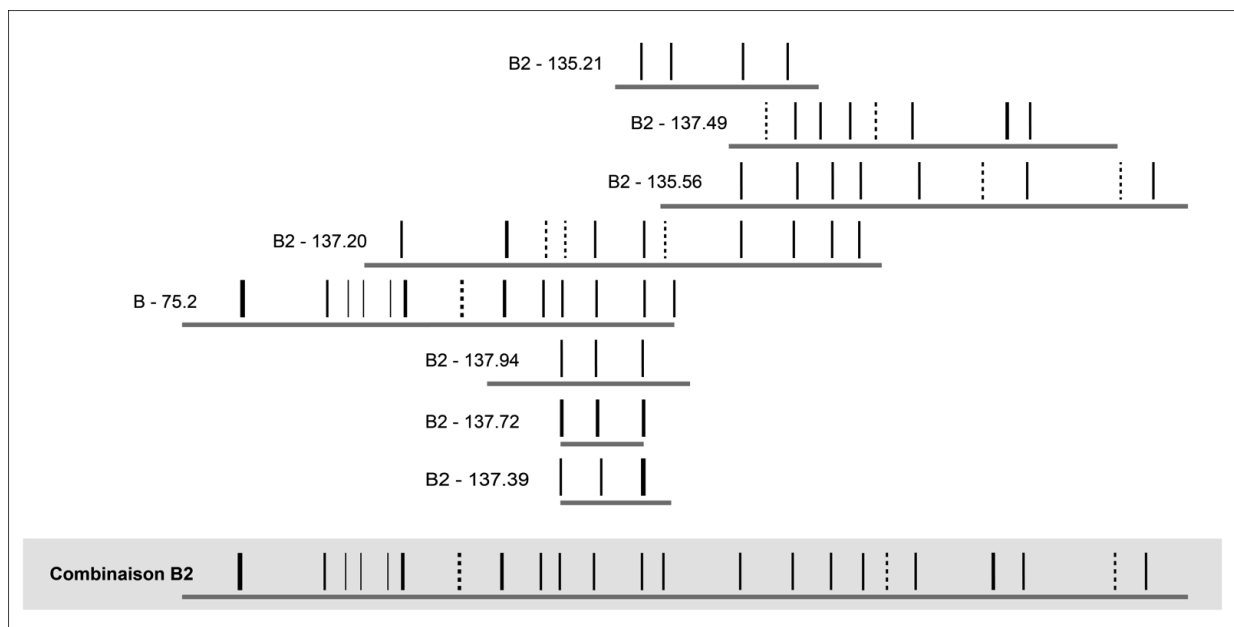 B2 - 135.21
B2 - 137.49
B2 - 135.56
B2 - 137.20
B - 75.2
B2 - 137.94
B2 - 137.72
B2 - 137.39
Combinaison B2